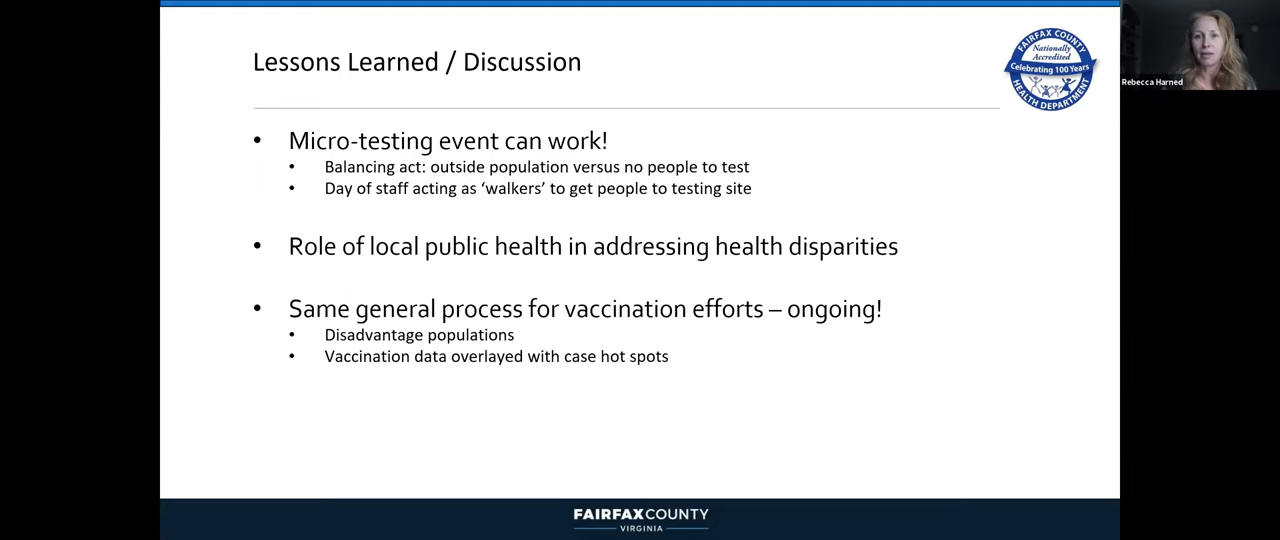 Lessons Learned / Discussion
FAIRFAX COUNTY
Nationally
Accredited
Celebrating 100 Years
HEALTH DEPARTMENT
Rebecca Harned
• Micro-testing event can work!
• Balancing act: outside population versus no people to test
• Day of staff acting as ‘walkers’ to get people to testing site
• Role of local public health in addressing health disparities
• Same general process for vaccination efforts – ongoing!
• Disadvantage populations
• Vaccination data overlayed with case hot spots
FAIRFAX COUNTY
VIRGINIA